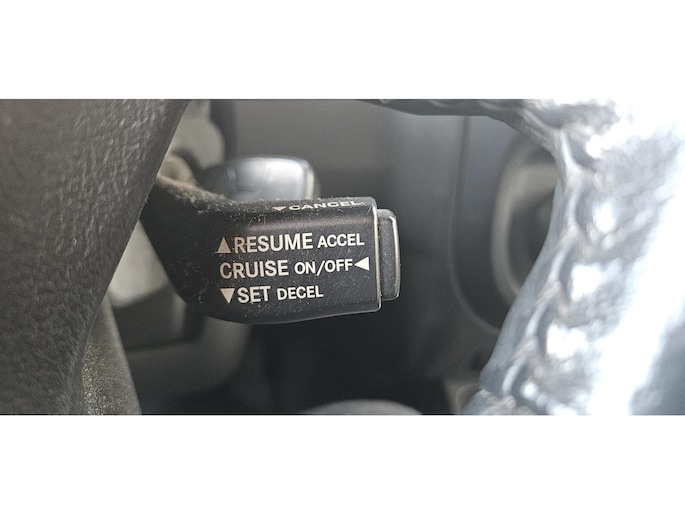 ▼CANCEL
▲RESUME ACCEL
CRUISE ON/OFF◀
▼SET DECEL